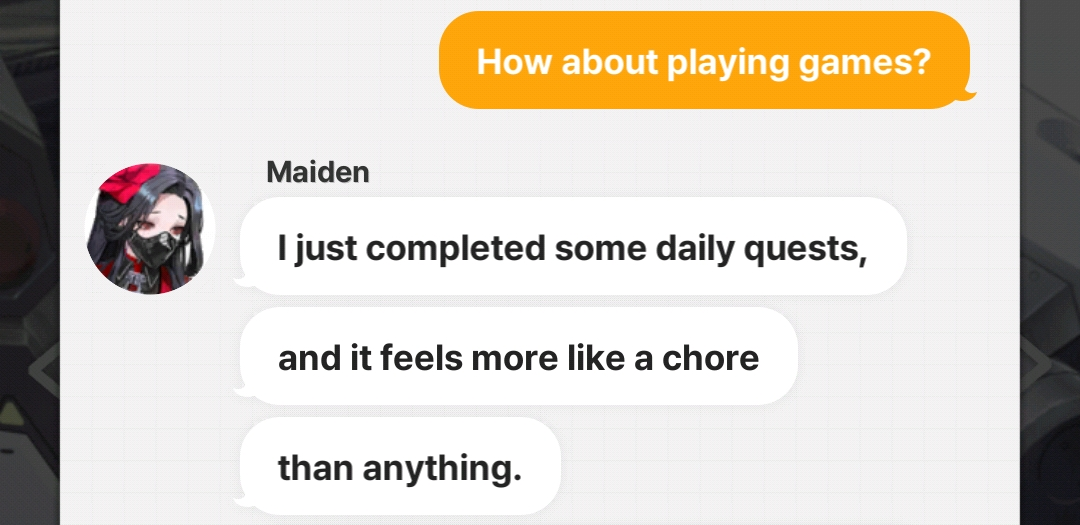 How about playing games?
Maiden
I just completed some daily quests,
and it feels more like a chore
than anything.